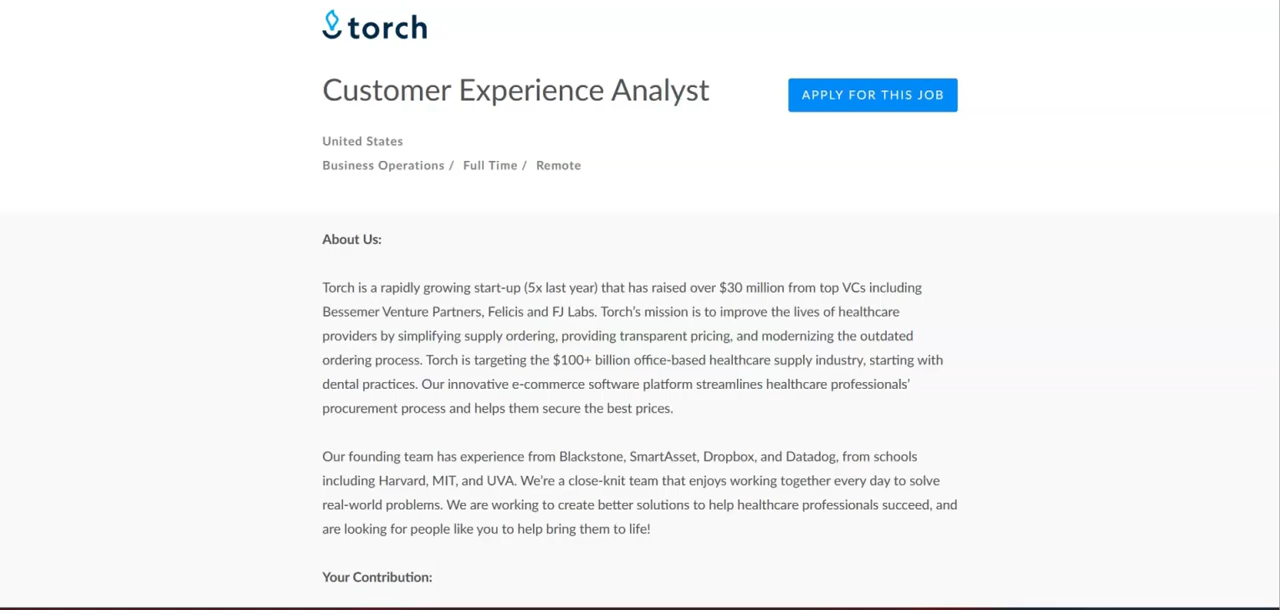 torch
Customer Experience Analyst
APPLY FOR THIS JOB
United States
Business Operations / Full Time / Remote
About Us:
Torch is a rapidly growing start-up (5x last year) that has raised over $30 million from top VCs including
Bessemer Venture Partners, Felicis and FJ Labs. Torch’s mission is to improve the lives of healthcare
providers by simplifying supply ordering, providing transparent pricing, and modernizing the outdated
ordering process. Torch is targeting the $100+ billion office-based healthcare supply industry, starting with
dental practices. Our innovative e-commerce software platform streamlines healthcare professionals’
procurement process and helps them secure the best prices.
Our founding team has experience from Blackstone, SmartAsset, Dropbox, and Datadog, from schools
including Harvard, MIT, and UVA. We’re a close-knit team that enjoys working together every day to solve
real-world problems. We are working to create better solutions to help healthcare professionals succeed, and
are looking for people like you to help bring them to life!
Your Contribution: